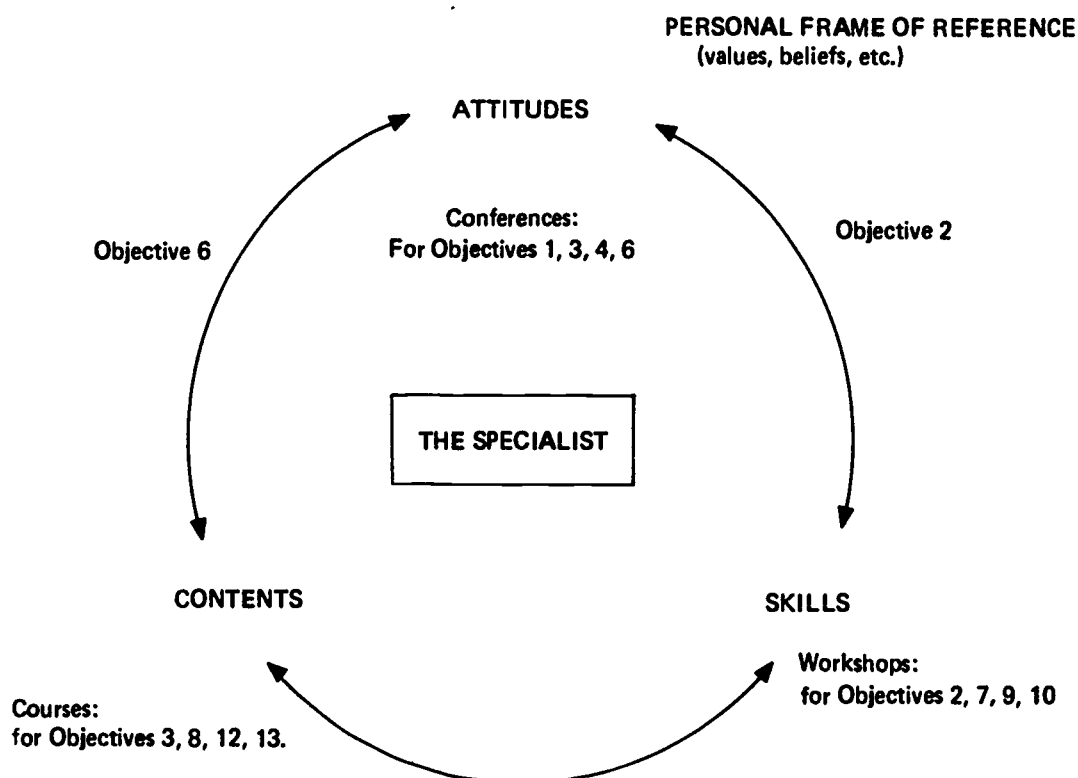 PERSONAL FRAME OF REFERENCE
(values, beliefs, etc.)
ATTITUDES
Conferences:
For Objectives 1, 3, 4, 6
Objective 6
Objective 2
THE SPECIALIST
CONTENTS
SKILLS
Workshops:
for Objectives 2, 7, 9, 10
Courses:
for Objectives 3, 8, 12, 13.